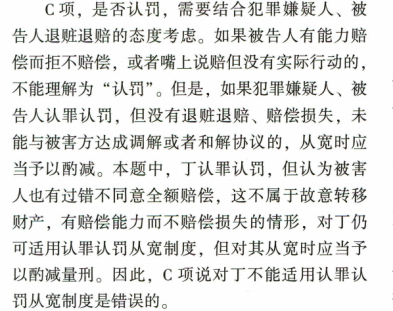 C项，是否认罚，需要结合犯罪嫌疑人、被
告人退赃退赔的态度考虑。如果被告人有能力赔
偿而拒不赔偿，或者嘴上说赔但没有实际行动的，
不能理解为“认罚”。但是，如果犯罪嫌疑人、被
告人认罪认罚，但没有退赃退赔、赔偿损失，未
能与被害方达成调解或者和解协议的，从宽时应
当予以酌减。本题中，丁认罪认罚，但认为被害
人也有过错不同意全额赔偿，这不属于故意转移
财产，有赔偿能力而不赔偿损失的情形，对丁仍
可适用认罪认罚从宽制度，但对其从宽时应当予
以酌减量刑。因此，C项说对丁不能适用认罪认
罚从宽制度是错误的。